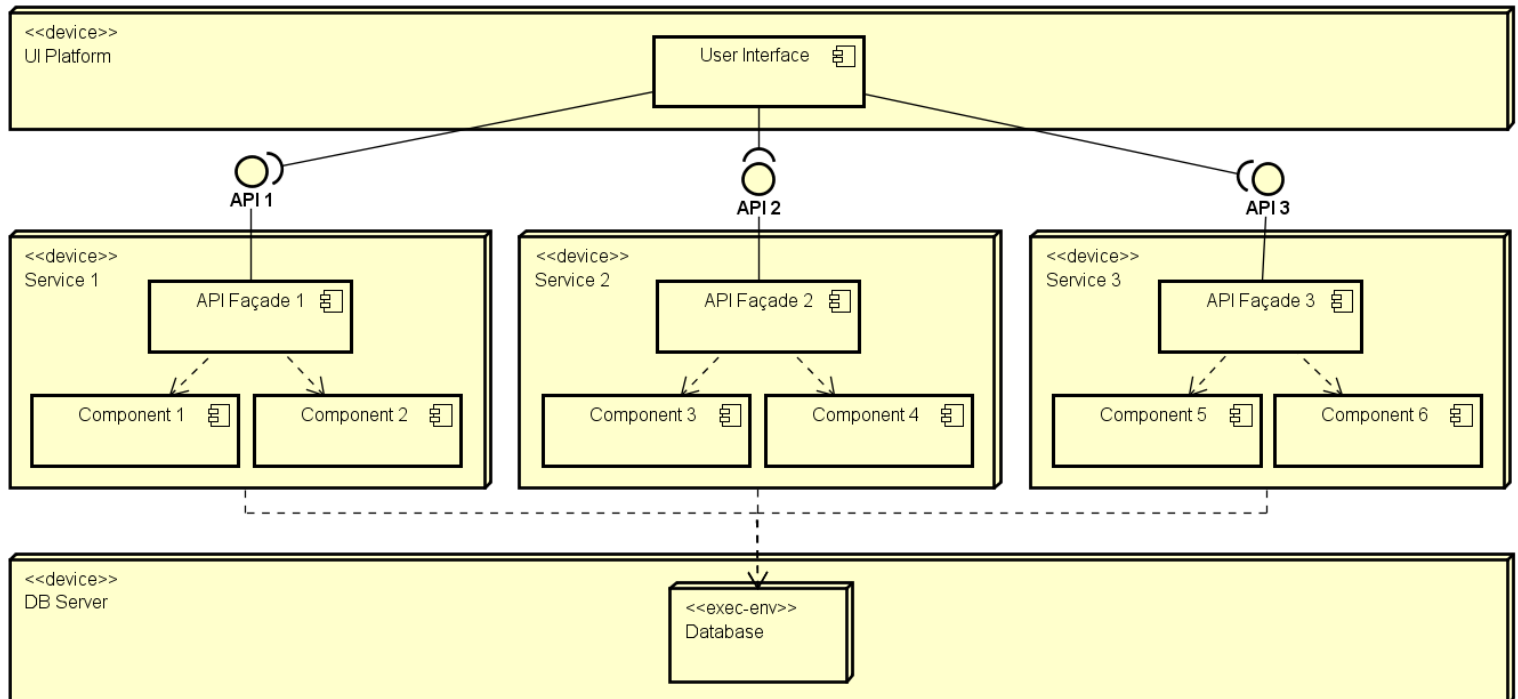 <<device>>
UI Platform
User Interface
API 1
API 2
API 3
<<device>>
Service 1
API Façade 1
Component 1
Component 2
<<device>>
Service 2
API Façade 2
Component 3
Component 4
<<device>>
Service 3
API Façade 3
Component 5
Component 6
<<device>>
DB Server
<<exec-env>>
Database